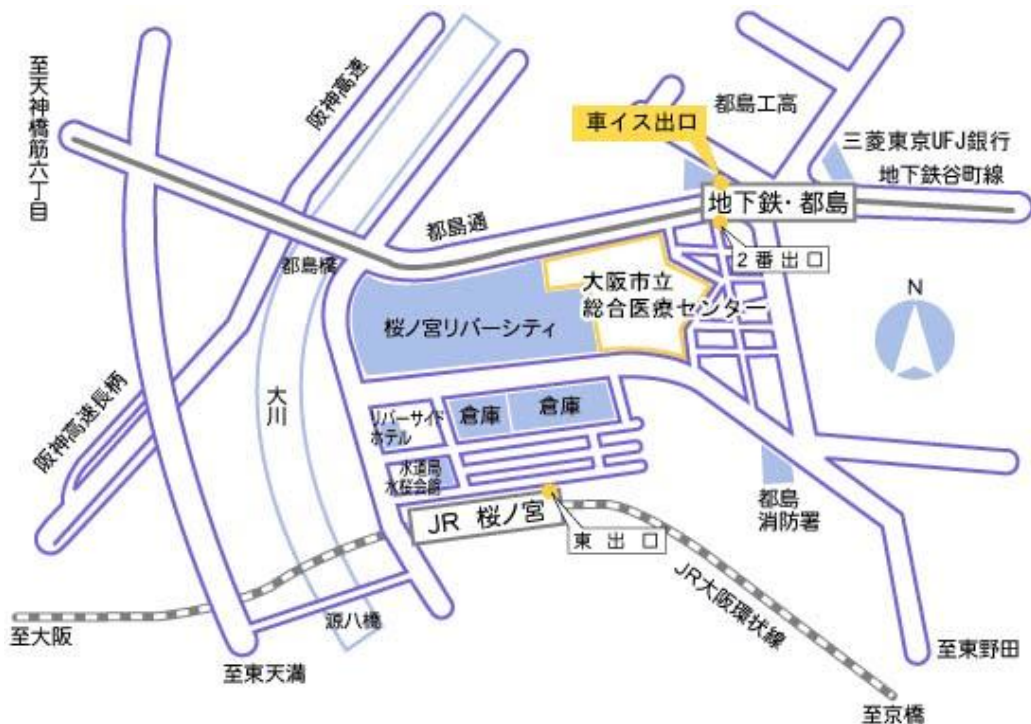 至天神橋筋六丁目
阪神高速
都島工高
車イス出口
三菱東京UFJ銀行
地下鉄谷町線
地下鉄・都島
都島通
2番出口
都島橋
大阪市立
総合医療センター
N
桜ノ宮リバーシティ
大川
阪神高速長柄
リバーサイド
ホテル
倉庫
倉庫
水道局
水桜会館
都島
消防署
JR 桜ノ宮
東出口
JR大阪環状線
源八橋
至大阪
至東天満
至東野田
至京橋